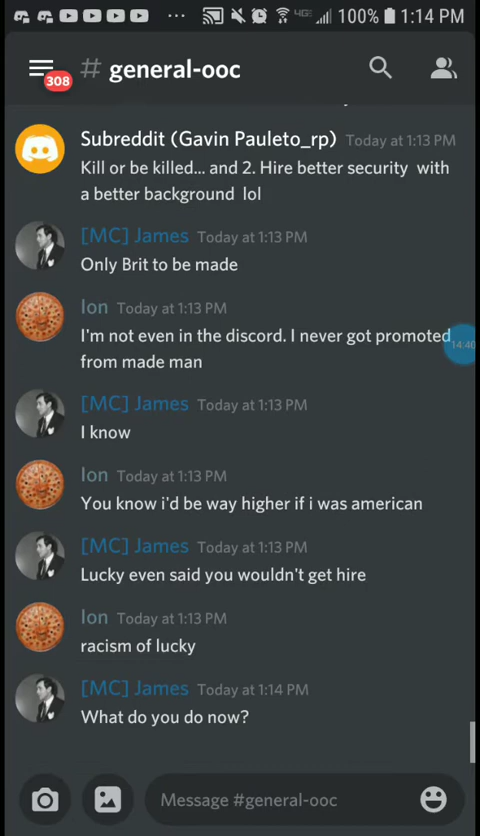 4G
100%
1:14 PM
308
# general-ooc
Subreddit (Gavin Pauleto_rp) Today at 1:13 PM
Kill or be killed... and 2. Hire better security with
a better background lol
[MC] James Today at 1:13 PM
Only Brit to be made
Ion Today at 1:13 PM
I'm not even in the discord. I never got promoted
14:40
from made man
[MC] James Today at 1:13 PM
I know
Ion Today at 1:13 PM
You know i'd be way higher if i was american
[MC] James Today at 1:13 PM
Lucky even said you wouldn't get hire
Ion Today at 1:13 PM
racism of lucky
[MC] James Today at 1:14 PM
What do you do now?
Message #general-ooc